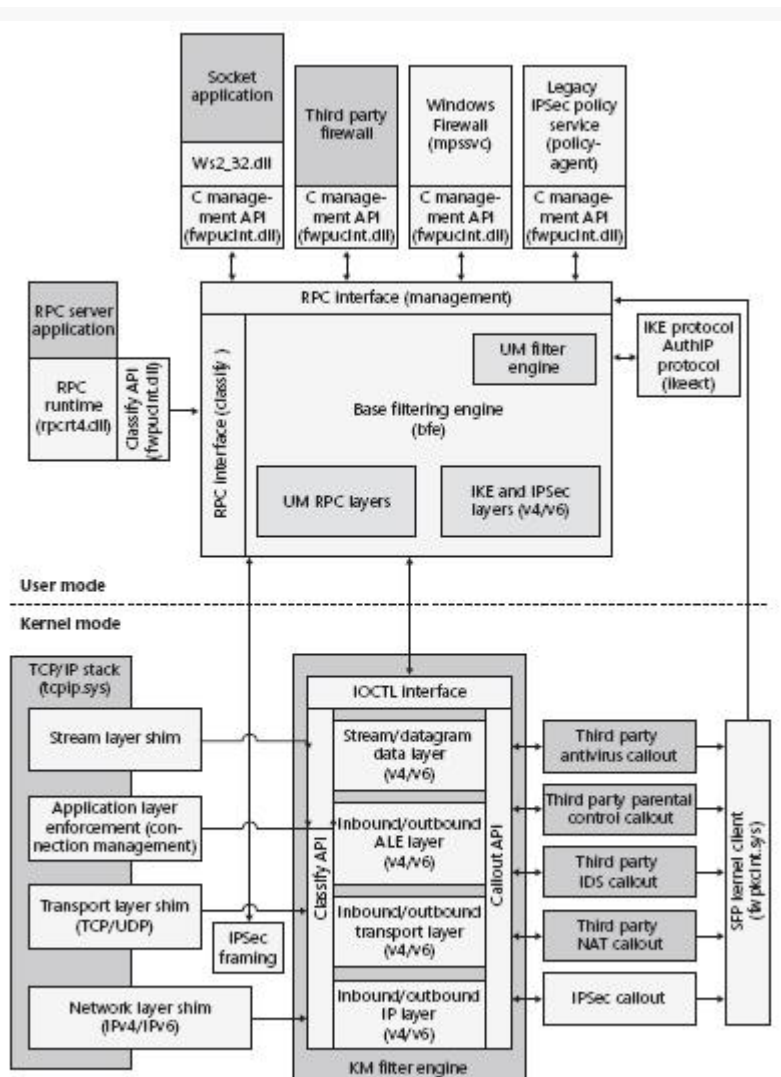 Socket
application
Ws2_32.dll
C manage-
ment API
(fwpuclnt.dll)
Third party
firewall
C manage-
ment API
(fwpuclnt.dll)
Windows
Firewall
(mpssvc)
C manage-
ment API
(fwpuclnt.dll)
Legacy
IPSec policy
service
(policy-
agent)
C manage-
ment API
(fwpuclnt.dll)
RPC server
application
RPC
runtime
(rpcrt4.dll)
Classify API
(fwpuclnt.dll)
RPC interface (management)
RPC interface (classify)
UM filter
engine
Base filtering engine
(bfe)
UM RPC layers
IKE and IPSec
layers (v4/v6)
IKE protocol
AuthIP
protocol
(ikeext)
User mode
Kernel mode
TCP/IP stack
(tcpip.sys)
Stream layer shim
Application layer
enforcement (con-
nection management)
Transport layer shim
(TCP/UDP)
Network layer shim
(IPv4/IPv6)
IPSec
framing
IOCTL interface
Classify API
Stream/datagram
data layer
(v4/v6)
Inbound/outbound
ALE layer
(v4/v6)
Inbound/outbound
transport layer
(v4/v6)
Inbound/outbound
IP layer
(v4/v6)
Callout API
KM filter engine
Third party
antivirus callout
Third party parental
control callout
Third party
IDS callout
Third party
NAT callout
IPSec callout
SFP kernel client
(fwpkclnt.sys)